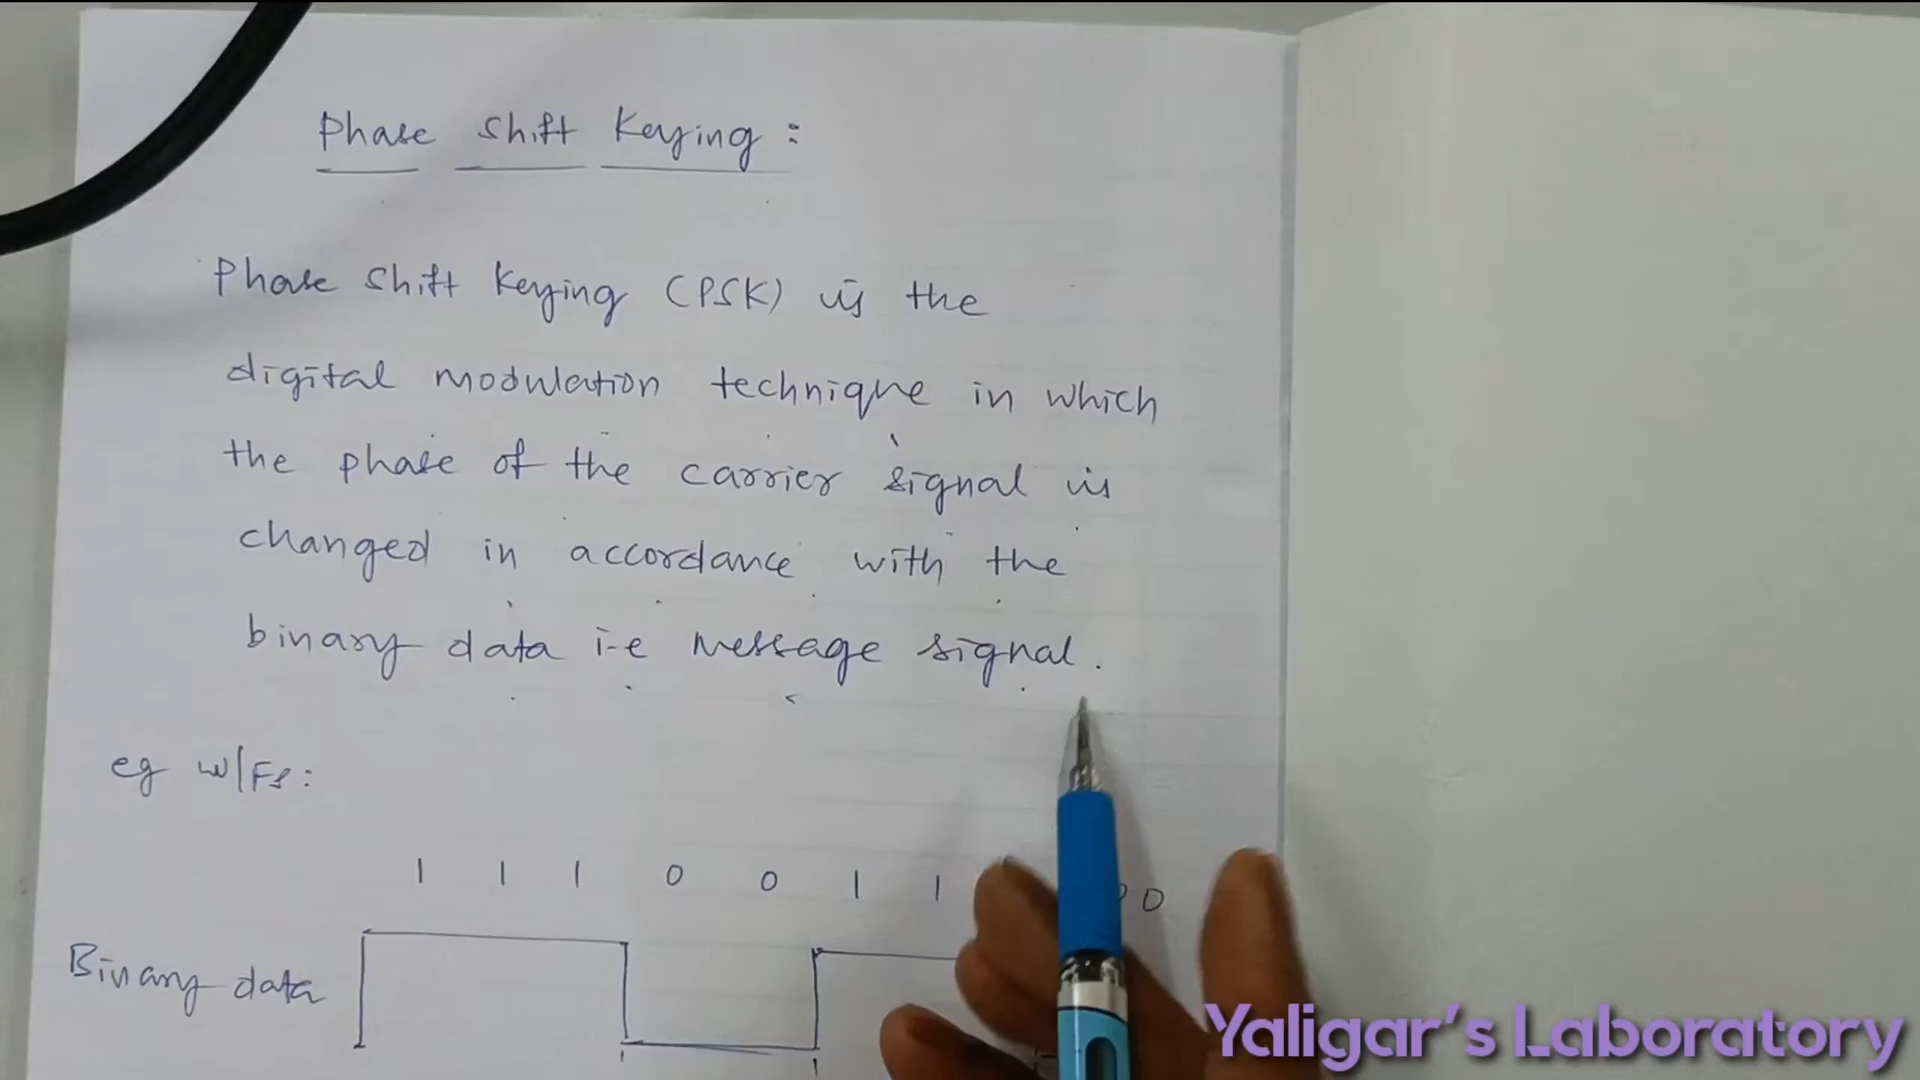 Phase Shift Keying :
Phase Shift Keying (PSK) is the
digital modulation technique in which
the phase of the carrier signal is
changed in accordance with the
binary data i-e message signal.
eg W/Fs:
1 1 1 0 0 1 1 0 0
Binary data
Yaligar's Laboratory